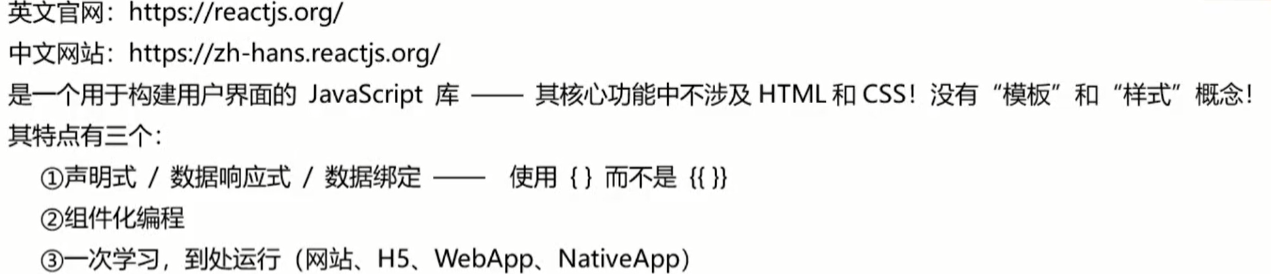 英文官网：https://reactjs.org/
中文网站：https://zh-hans.reactjs.org/
是一个用于构建用户界面的 JavaScript 库 —— 其核心功能中不涉及 HTML 和 CSS！没有“模板”和“样式”概念！
其特点有三个：
①声明式 / 数据响应式 / 数据绑定 —— 使用 { } 而不是 {{ }}
②组件化编程
③一次学习，到处运行（网站、H5、WebApp、NativeApp）